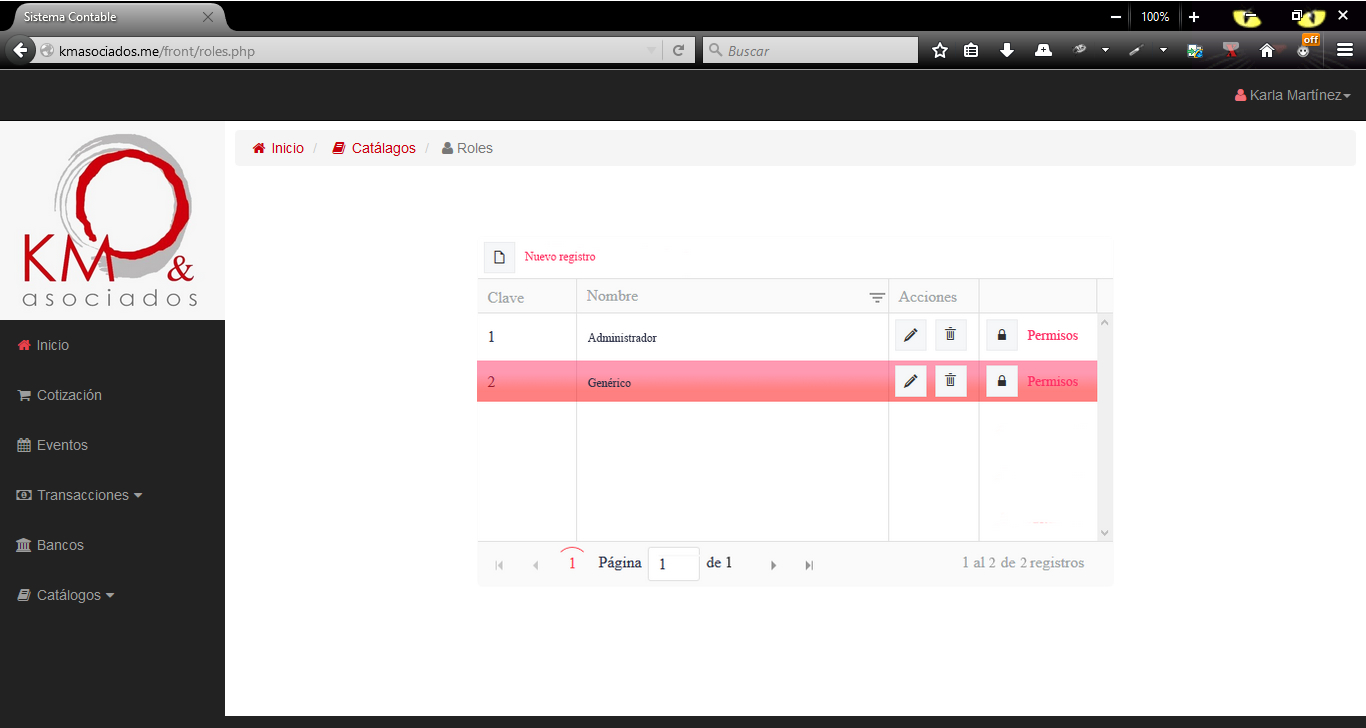 Sistema Contable
100%
kmasociados.me/front/roles.php
Buscar
off
Karla Martínez
KM &
asociados
Inicio / Catálagos / Roles
Inicio
Cotización
Eventos
Transacciones
Bancos
Catálogos
Nuevo registro
Clave Nombre Acciones
1 Administrador Permisos
2 Genérico Permisos
1 Página 1 de 1 1 al 2 de 2 registros